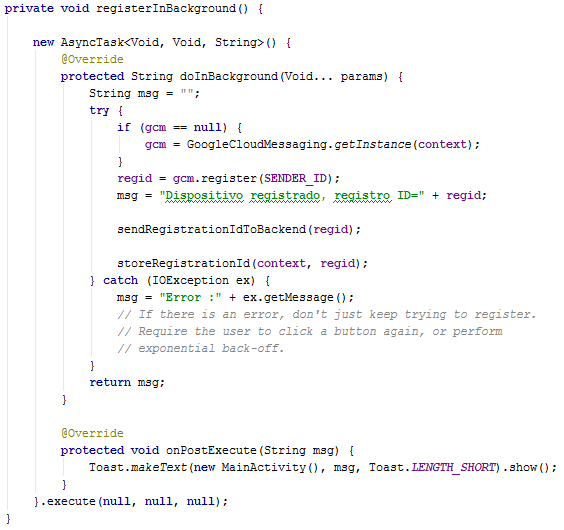 private void registerInBackground() {
new AsyncTask<Void, Void, String>() {
@Override
protected String doInBackground(Void... params) {
String msg = "";
try {
if (gcm == null) {
gcm = GoogleCloudMessaging.getInstance(context);
}
regid = gcm.register(SENDER_ID);
msg = "Dispositivo registrado, registro ID=" + regid;
sendRegistrationIdToBackend(regid);
storeRegistrationId(context, regid);
} catch (IOException ex) {
msg = "Error :" + ex.getMessage();
// If there is an error, don't just keep trying to register.
// Require the user to click a button again, or perform
// exponential back-off.
}
return msg;
}
@Override
protected void onPostExecute(String msg) {
Toast.makeText(new MainActivity(), msg, Toast.LENGTH_SHORT).show();
}
}.execute(null, null, null);
}